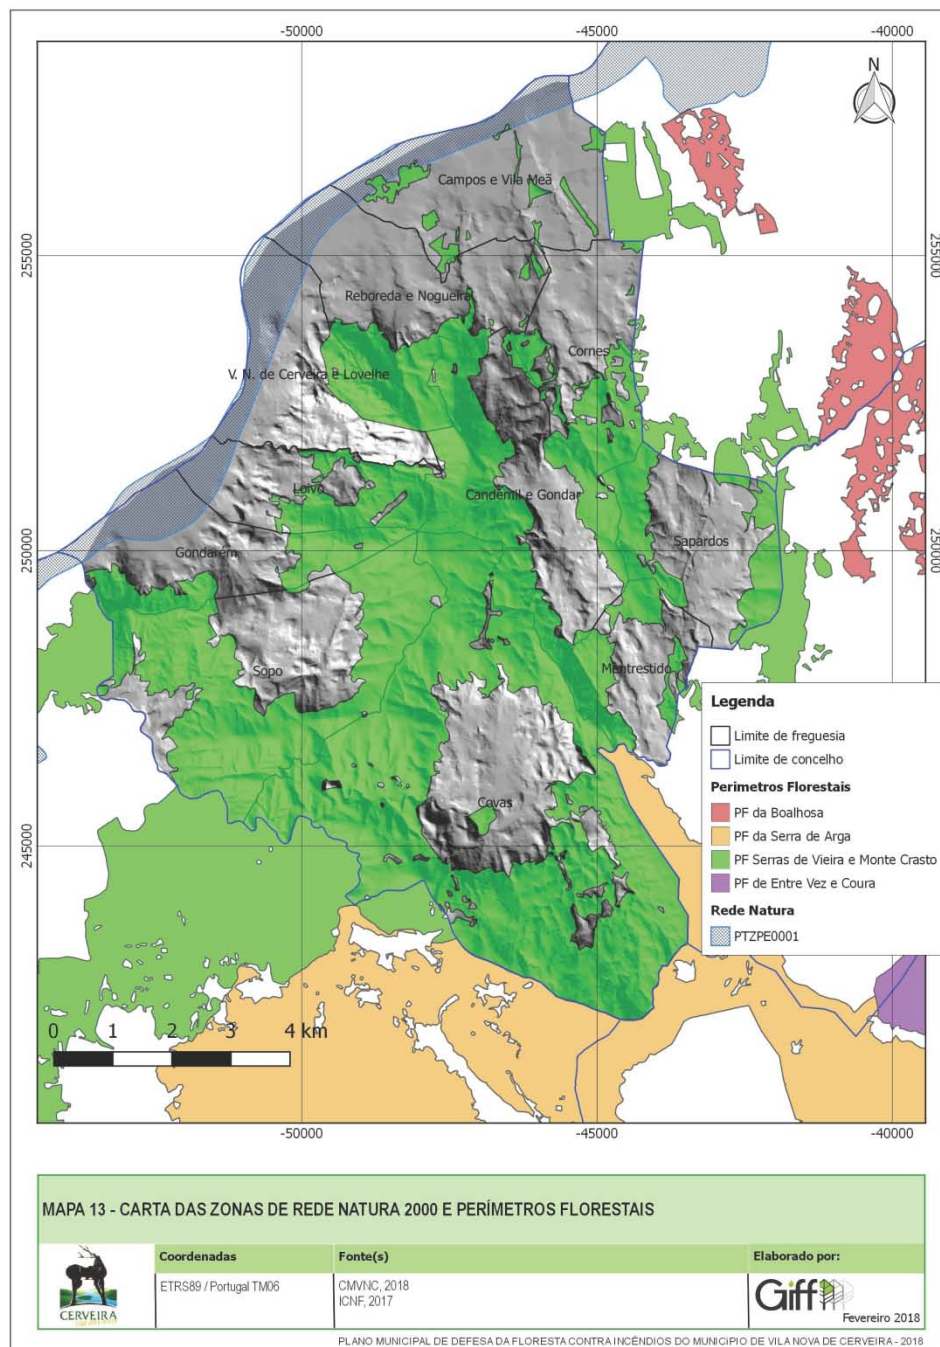 -50000
-45000
-40000
N
Campos e Vila Meã
255000
255000
Reboreda e Nogueira
Cornes
V. N. de Cerveira e Lovelhe
Loivo
Candemil e Gondar
Gondarém
Sapardos
250000
250000
Sopo
Mentrestido
Covas
245000
Legenda
Limite de freguesia
Limite de concelho
Perimetros Florestais
PF da Boalhosa
PF da Serra de Arga
PF Serras de Vieira e Monte Crasto
PF de Entre Vez e Coura
Rede Natura
PTZPE0001
0 1 2 3 4 km
-50000
-45000
-40000
MAPA 13 - CARTA DAS ZONAS DE REDE NATURA 2000 E PERÍMETROS FLORESTAIS
Coordenadas
Fonte(s)
Elaborado por:
ETRS89 / Portugal TM06
CMVNC, 2018
ICNF, 2017
CERVEIRA
Giff
Fevereiro 2018
PLANO MUNICIPAL DE DEFESA DA FLORESTA CONTRA INCÊNDIOS DO MUNICIPIO DE VILA NOVA DE CERVEIRA - 2018